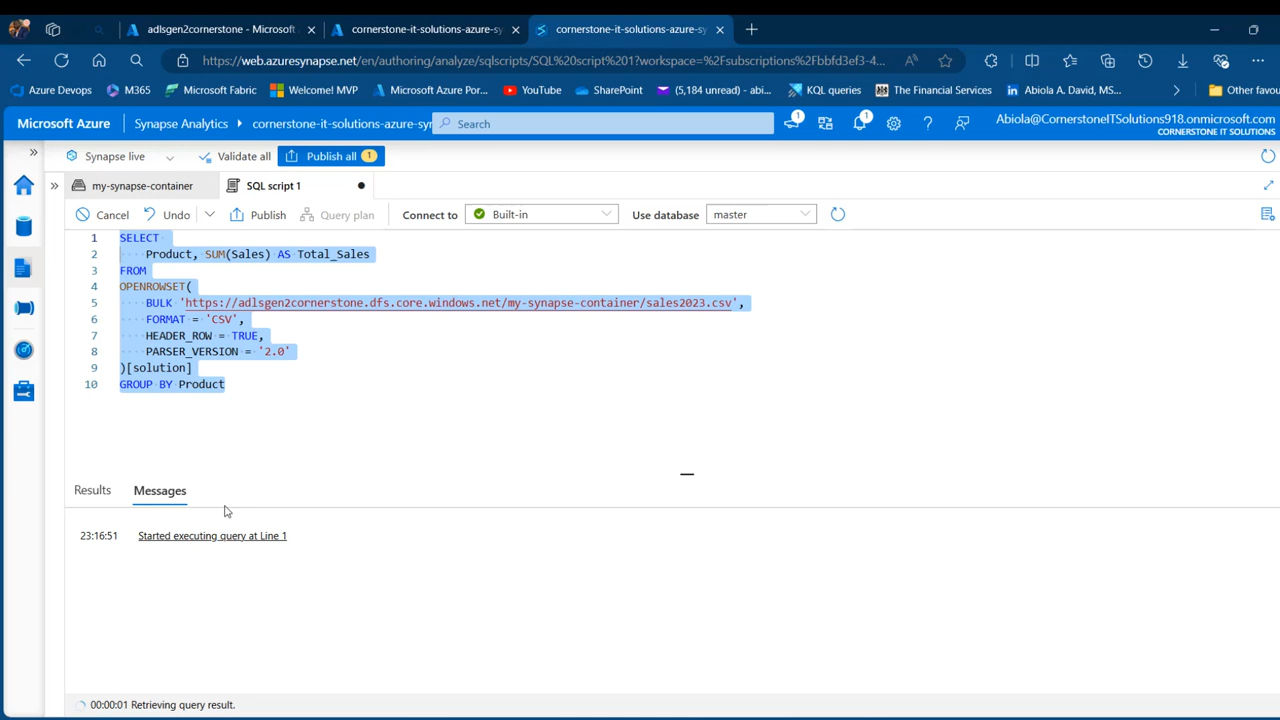 adlsgen2cornerstone - Microsoft
cornerstone-it-solutions-azure-sy
cornerstone-it-solutions-azure-sy
https://web.azuresynapse.net/en/authoring/analyze/sqlscripts/SQL%20script%201?workspace=%2Fsubscriptions%2Fbbfd3ef3-4...
Azure Devops
M365
Microsoft Fabric
Welcome! MVP
Microsoft Azure Por...
YouTube
SharePoint
(5,184 unread) - abi...
KQL queries
The Financial Services
Abiola A. David, MS...
Other favou
Microsoft Azure
Synapse Analytics
cornerstone-it-solutions-azure-syr
Search
1
1
Abiola@CornerstoneITSolutions918.onmicrosoft.com
CORNERSTONE IT SOLUTIONS
Synapse live
Validate all
Publish all
1
my-synapse-container
SQL script 1
Cancel
Undo
Publish
Query plan
Connect to
Built-in
Use database
master
1 SELECT
2 Product, SUM(Sales) AS Total_Sales
3 FROM
4 OPENROWSET(
5 BULK 'https://adlsgen2cornerstone.dfs.core.windows.net/my-synapse-container/sales2023.csv',
6 FORMAT = 'CSV',
7 HEADER_ROW = TRUE,
8 PARSER_VERSION = '2.0'
9 )[solution]
10 GROUP BY Product
Results
Messages
23:16:51 Started executing query at Line 1
00:00:01 Retrieving query result.